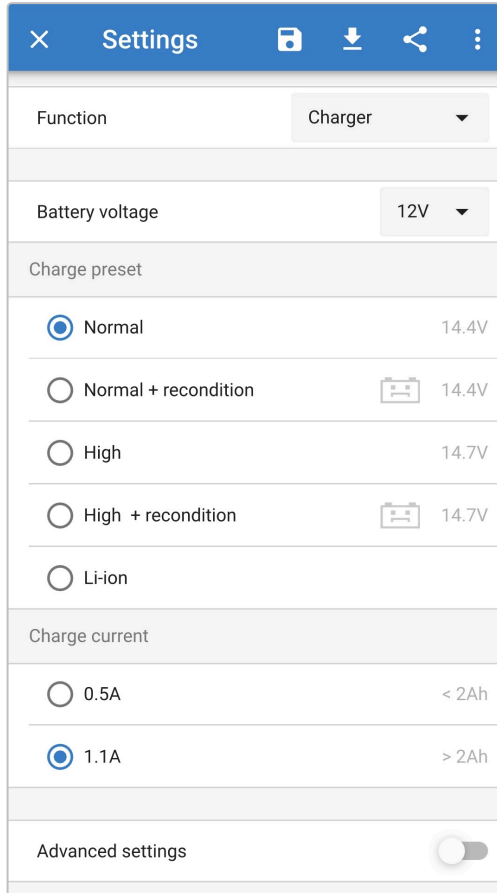 Settings
Function Charger
Battery voltage 12V
Charge preset
Normal 14.4V
Normal + recondition 14.4V
High 14.7V
High + recondition 14.7V
Li-ion
Charge current
0.5A < 2Ah
1.1A > 2Ah
Advanced settings